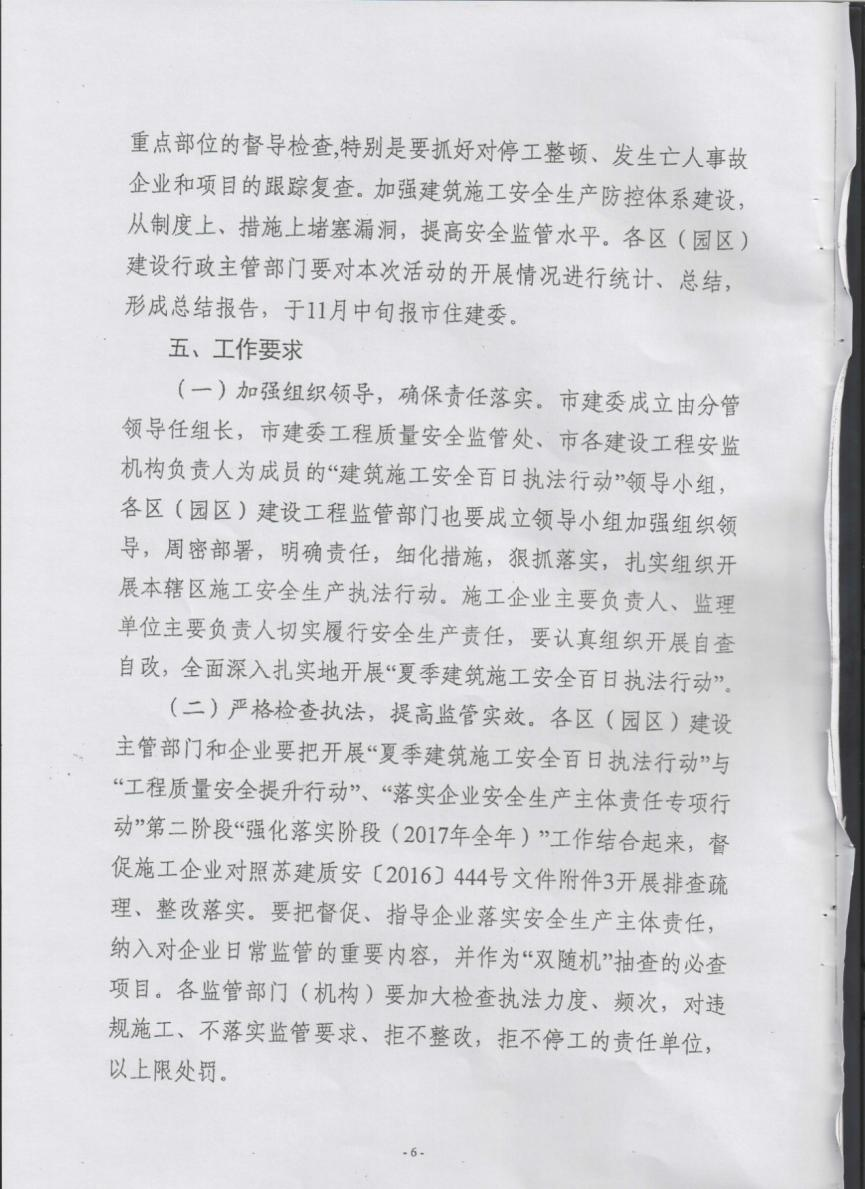 重点部位的督导检查,特别是要抓好对停工整顿、发生亡人事故
企业和项目的跟踪复查。加强建筑施工安全生产防控体系建设，
从制度上、措施上堵塞漏洞，提高安全监管水平。各区（园区）
建设行政主管部门要对本次活动的开展情况进行统计、总结，
形成总结报告，于11月中旬报市住建委。
五、工作要求
（一）加强组织领导，确保责任落实。市建委成立由分管
领导任组长，市建委工程质量安全监管处、市各建设工程安监
机构负责人为成员的“建筑施工安全百日执法行动”领导小组，
各区（园区）建设工程监管部门也要成立领导小组加强组织领
导，周密部署，明确责任，细化措施，狠抓落实，扎实组织开
展本辖区施工安全生产执法行动。施工企业主要负责人、监理
单位主要负责人切实履行安全生产责任，要认真组织开展自查
自改，全面深入扎实地开展“夏季建筑施工安全百日执法行动”。
（二）严格检查执法，提高监管实效。各区（园区）建设
主管部门和企业要把开展“夏季建筑施工安全百日执法行动”与
“工程质量安全提升行动”、“落实企业安全生产主体责任专项行
动”第二阶段“强化落实阶段（2017年全年）”工作结合起来，督
促施工企业对照苏建质安〔2016〕444号文件附件3开展排查疏
理、整改落实。要把督促、指导企业落实安全生产主体责任，
纳入对企业日常监管的重要内容，并作为“双随机”抽查的必查
项目。各监管部门（机构）要加大检查执法力度、频次，对违
规施工、不落实监管要求、拒不整改，拒不停工的责任单位，
以上限处罚。
- 6 -